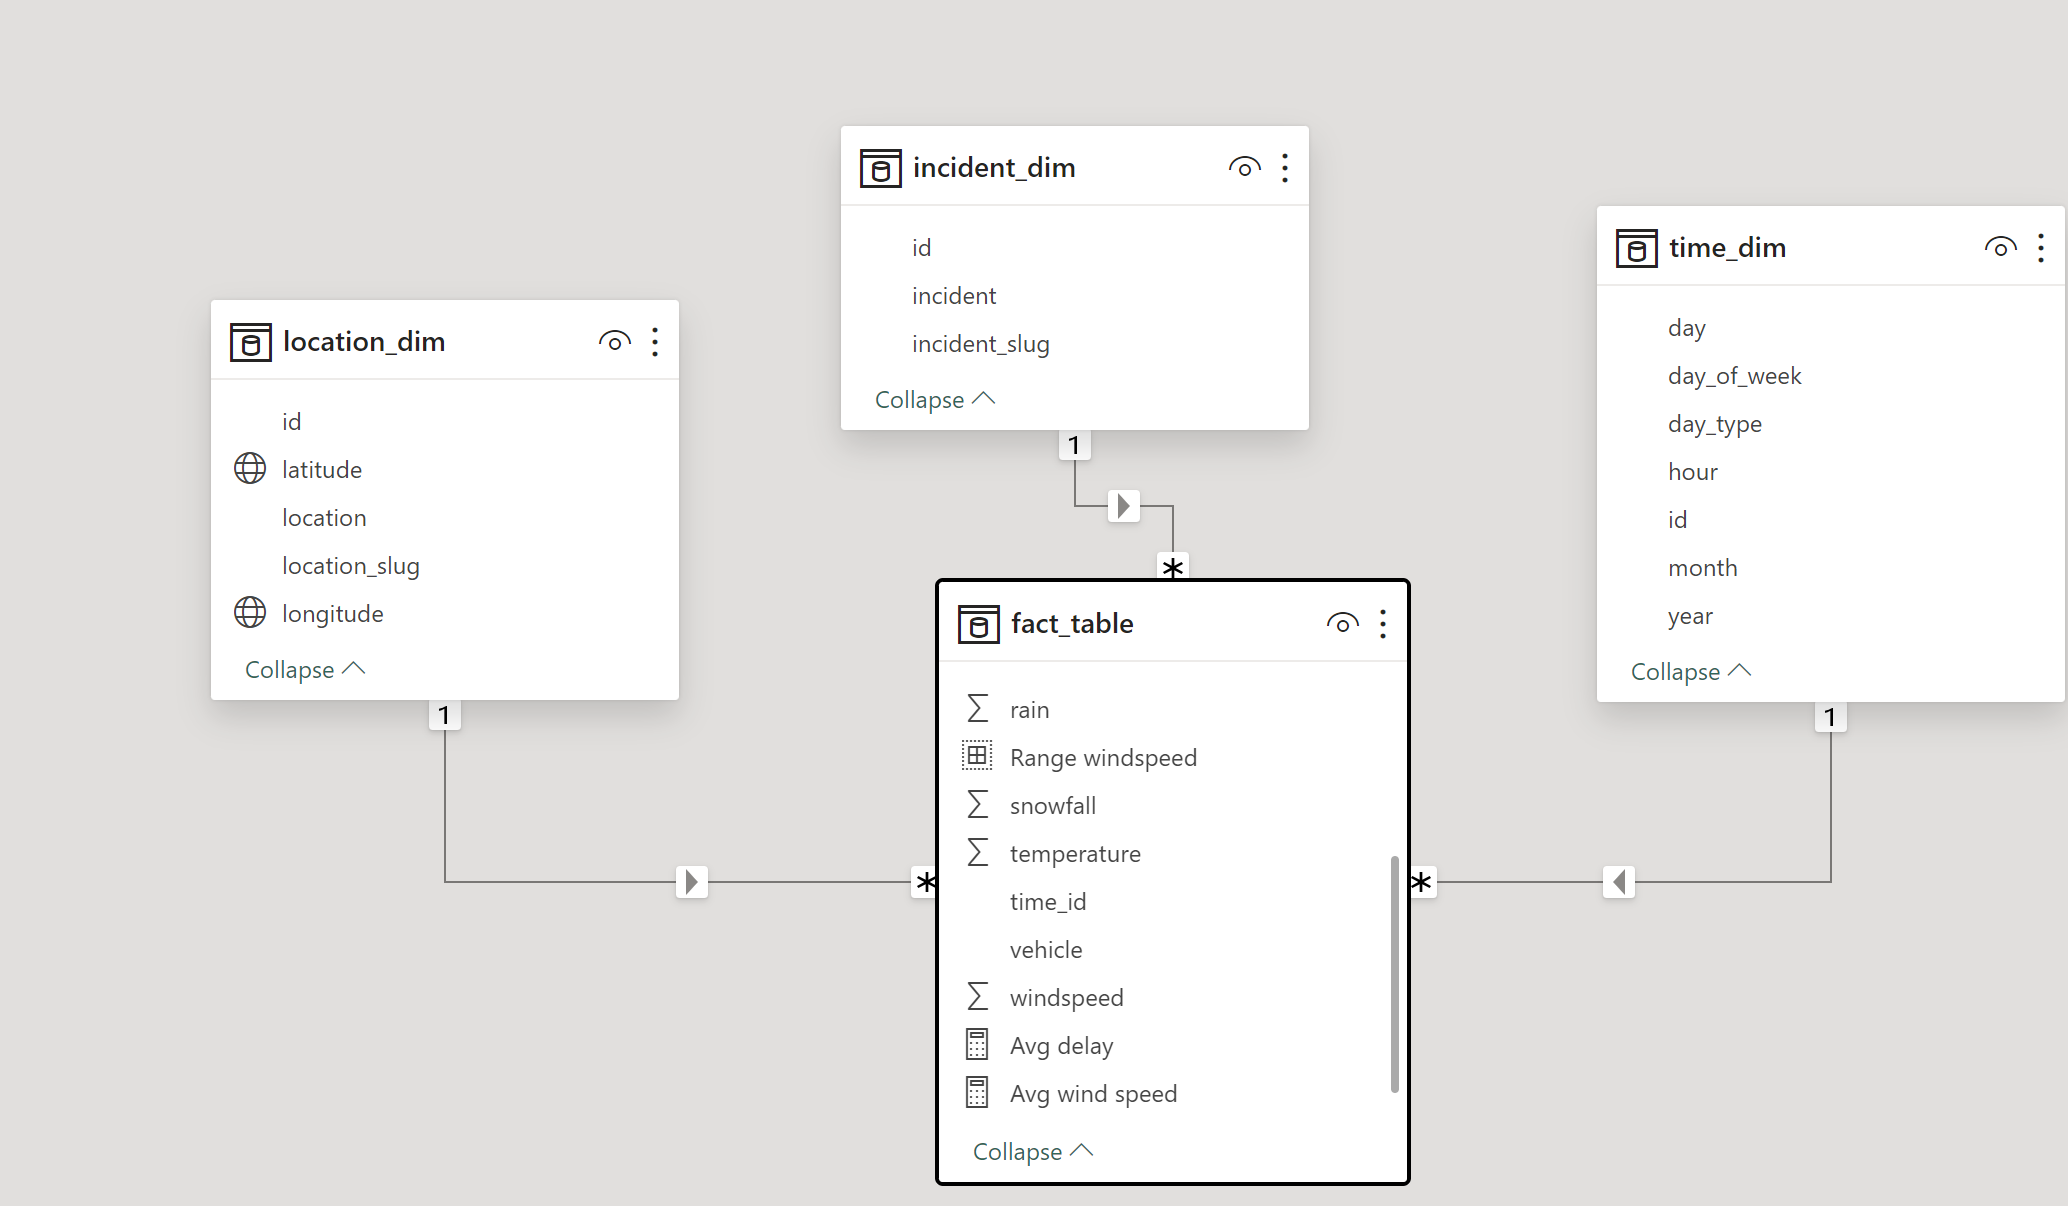 incident_dim
id
incident
incident_slug
Collapse
1
time_dim
day
day_of_week
day_type
hour
id
month
year
Collapse
1
location_dim
id
latitude
location
location_slug
longitude
Collapse
1
*
fact_table
rain
Range windspeed
snowfall
temperature
time_id
vehicle
windspeed
Avg delay
Avg wind speed
Collapse
*
*